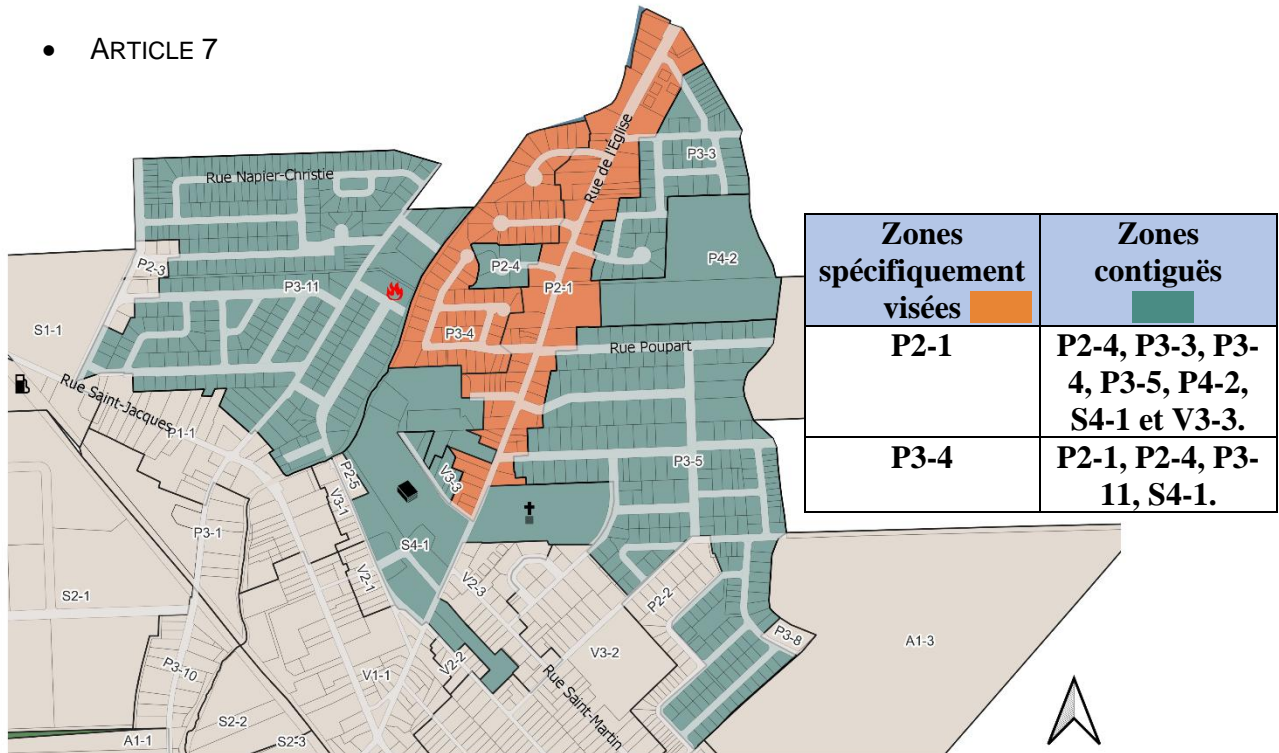 • ARTICLE 7
Rue Napier-Christie
Rue de l'Église
P3-3
P2-3
P2-4
P4-2
P3-11
P2-1
S1-1
P3-4
Rue Poupart
Rue Saint-Jacques
P1-1
P2-5
V3-3
P3-5
V3-1
P3-1
S4-1
V2-1
V2-3
S2-1
P2-2
P3-8
A1-3
V3-2
V2-2
P3-10
V1-1
Rue Saint-Martin
S2-2
A1-1
S2-3
Zones spécifiquement visées
Zones contiguës
P2-1
P2-4, P3-3, P3-
4, P3-5, P4-2,
S4-1 et V3-3.
P3-4
P2-1, P2-4, P3-
11, S4-1.